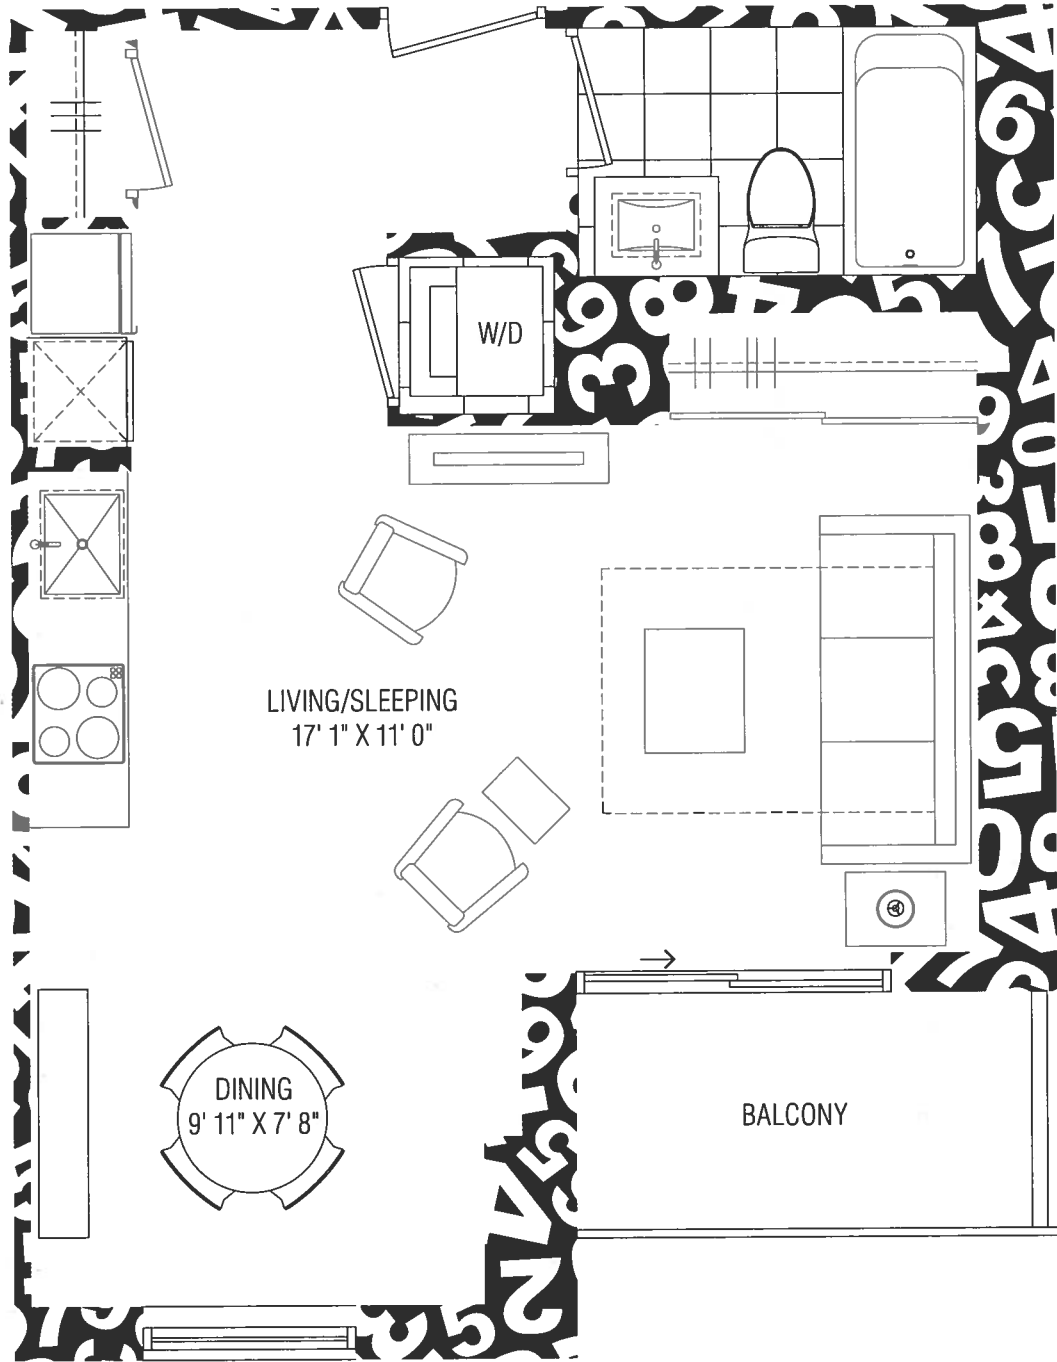 W/D
LIVING/SLEEPING
17' 1" X 11' 0"
DINING
9' 11" X 7' 8"
BALCONY